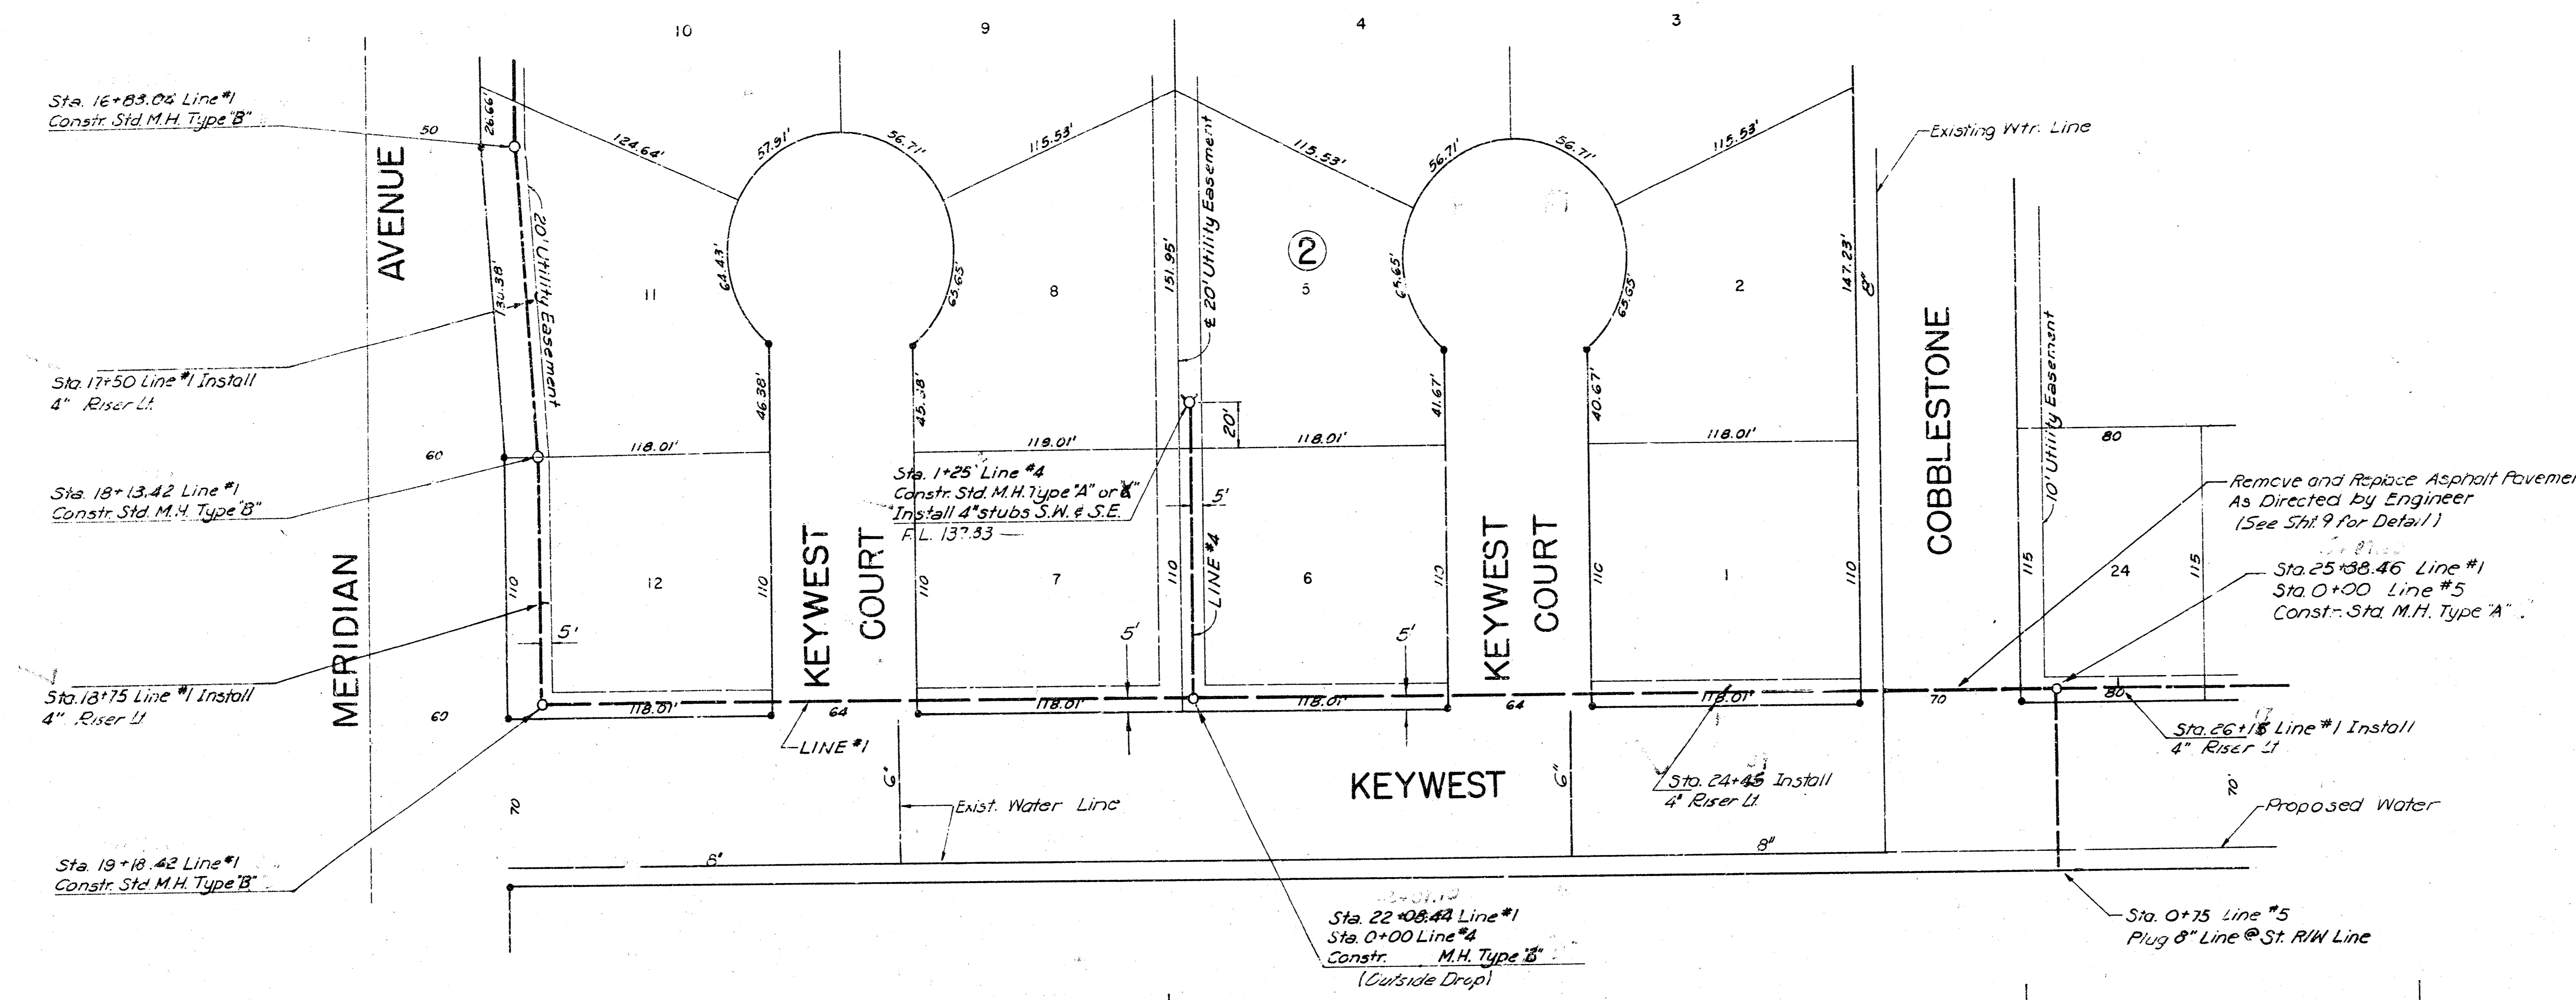 10
9
4
3
Sta. 16+83.04 Line #1
Constr. Std. M.H. Type "B"
50
26.66'
124.64'
57.91'
56.71'
115.53'
115.53'
56.71'
56.71'
115.53'
Existing Wtr. Line
AVENUE
130.38'
20' Utility Easement
11
64.43'
65.65'
8
151.95'
₵ 20' Utility Easement
2
5
65.65'
65.65'
2
147.23'
8"
COBBLESTONE
10' Utility Easement
Sta. 17+50 Line #1 Install
4" Riser Lt.
46.38'
45.38'
41.67'
40.67'
20'
60
118.01'
118.01'
118.01'
118.01'
80
Sta. 18+13.42 Line #1
Constr. Std. M.H. Type "B"
Sta. 1+25 Line #4
Constr. Std. M.H. Type "A" or
Install 4" stubs S.W. & S.E.
F.L.
5'
Remove and Replace Asphalt
As Directed by Engineer
(See Sht. 9 for Detail)
MERIDIAN
110
12
110
KEYWEST
COURT
110
7
110
LINE #4
6
110
KEYWEST
COURT
110
1
110
115
24
115
Sta. 25+38.46 Line #1
Sta. 0+00 Line #5
Constr. Std. M.H. Type "A"
5'
5'
5'
Sta. 18+75 Line #1 Install
4" Riser Lt
60
118.01'
64
118.01'
118.01'
64
118.01'
70
80
LINE #1
Line #1 Install
4" Riser Lt
70
6"
KEYWEST
6"
Install
4" Riser Lt.
70'
Exist. Water Line
Proposed Water
8"
8"
Sta. 19+18.42 Line #1
Constr. Std. M.H. Type "B"
Sta. 22+08.44 Line #1
Sta. 0+00 Line #4
Constr. M.H. Type
(Outside Drop)
Sta. 0+75 Line #5
Plug 8" Line @ St. R/W Line